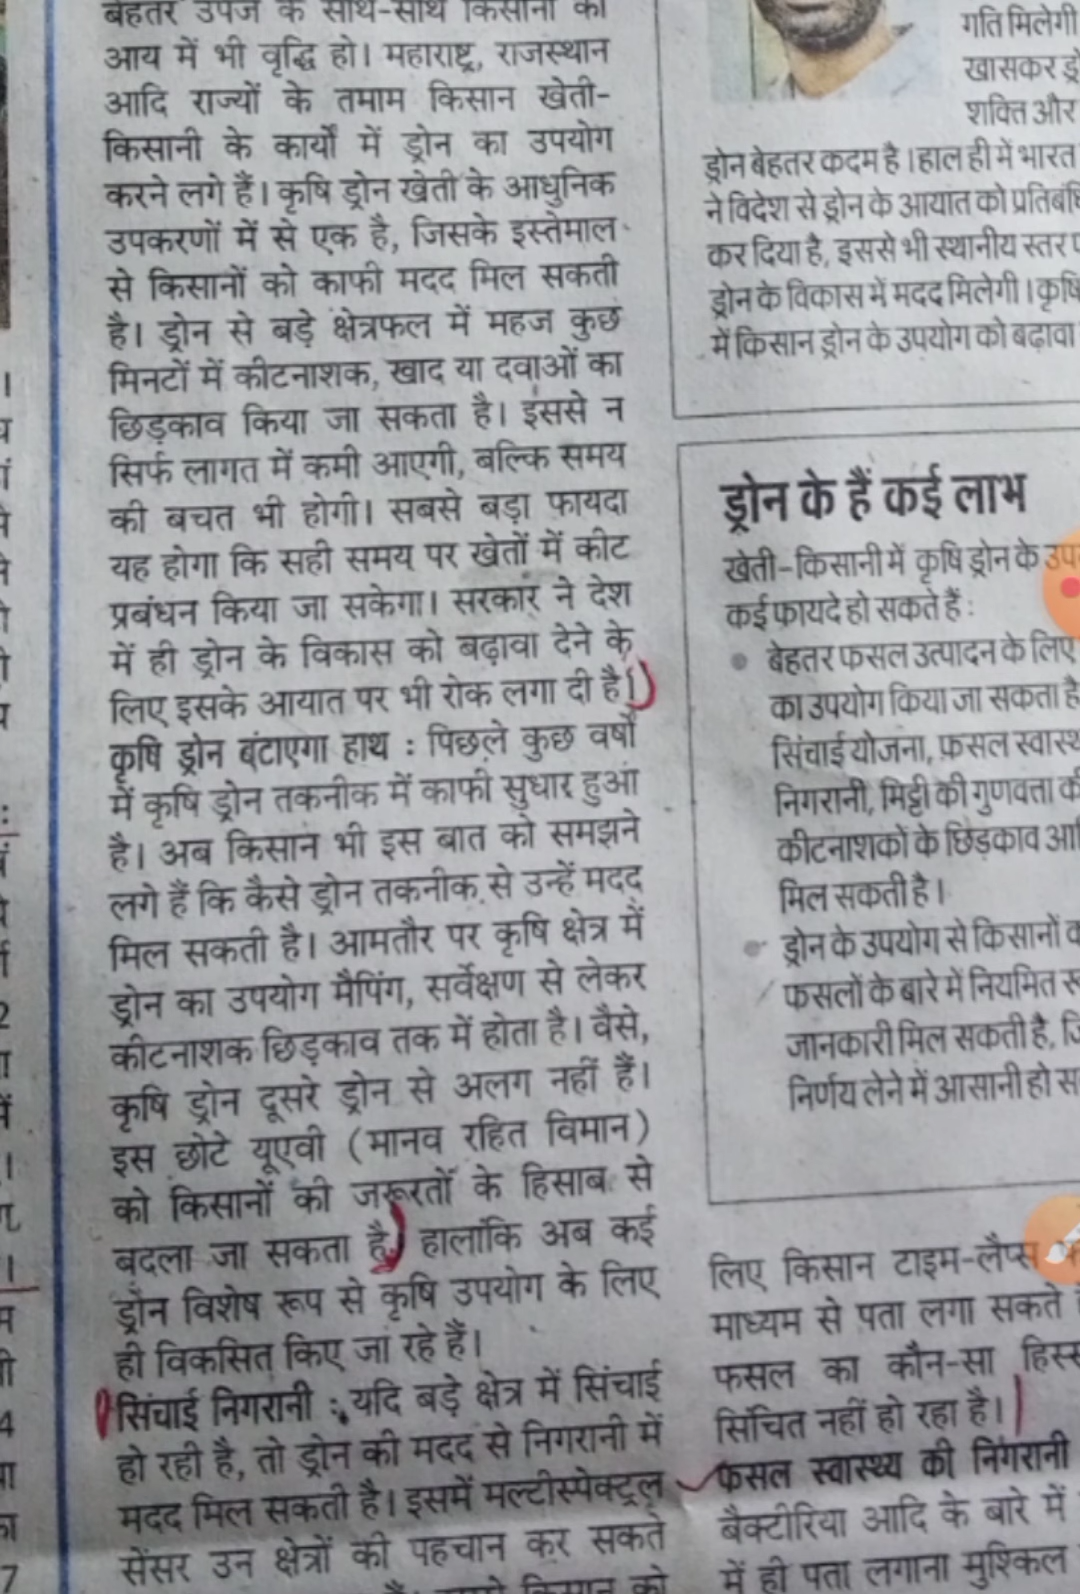 बेहतर उपज के साथ-साथ किसानों की
आय में भी वृद्धि हो। महाराष्ट्र, राजस्थान
आदि राज्यों के तमाम किसान खेती-
किसानी के कार्यों में ड्रोन का उपयोग
करने लगे हैं। कृषि ड्रोन खेती के आधुनिक
उपकरणों में से एक है, जिसके इस्तेमाल
से किसानों को काफी मदद मिल सकती
है। ड्रोन से बड़े क्षेत्रफल में महज कुछ
मिनटों में कीटनाशक, खाद या दवाओं का
छिड़काव किया जा सकता है। इससे न
सिर्फ लागत में कमी आएगी, बल्कि समय
की बचत भी होगी। सबसे बड़ा फायदा
यह होगा कि सही समय पर खेतों में कीट
प्रबंधन किया जा सकेगा। सरकार ने देश
में ही ड्रोन के विकास को बढ़ावा देने के
लिए इसके आयात पर भी रोक लगा दी है।
कृषि ड्रोन बंटाएगा हाथ : पिछले कुछ वर्षों
में कृषि ड्रोन तकनीक में काफी सुधार हुआ
है। अब किसान भी इस बात को समझने
लगे हैं कि कैसे ड्रोन तकनीक से उन्हें मदद
मिल सकती है। आमतौर पर कृषि क्षेत्र में
ड्रोन का उपयोग मैपिंग, सर्वेक्षण से लेकर
कीटनाशक छिड़काव तक में होता है। वैसे,
कृषि ड्रोन दूसरे ड्रोन से अलग नहीं हैं।
इस छोटे यूएवी (मानव रहित विमान)
को किसानों की जरूरतों के हिसाब से
बदला जा सकता है। हालांकि अब कई
ड्रोन विशेष रूप से कृषि उपयोग के लिए
ही विकसित किए जा रहे हैं।
सिंचाई निगरानी : यदि बड़े क्षेत्र में सिंचाई
हो रही है, तो ड्रोन की मदद से निगरानी में
मदद मिल सकती है। इसमें मल्टीस्पेक्ट्रल
सेंसर उन क्षेत्रों की पहचान कर सकते
गति मिलेगी
खासकर
शक्ति और
ड्रोन बेहतर कदम है। हाल ही में भारत
ने विदेश से ड्रोन के आयात को
कर दिया है, इससे भी स्थानीय स्तर
ड्रोन के विकास में मदद मिलेगी। कृषि
में किसान ड्रोन के उपयोग को बढ़ावा
ड्रोन के हैं कई लाभ
खेती-किसानी में कृषि ड्रोन के
कई फायदे हो सकते हैं :
● बेहतर फसल उत्पादन के लिए
का उपयोग किया जा सकता है
सिंचाई योजना, फसल
निगरानी, मिट्टी की गुणवत्ता की
कीटनाशकों के छिड़काव
मिल सकती है।
● ड्रोन के उपयोग से किसानों
फसलों के बारे में नियमित
जानकारी मिल सकती है,
निर्णय लेने में आसानी हो
लिए किसान टाइम-लैप्स
माध्यम से पता लगा सकते
फसल का कौन-सा
सिंचित नहीं हो रहा है।
फसल स्वास्थ्य की निगरानी
बैक्टीरिया आदि के बारे में
में ही पता लगाना मुश्किल